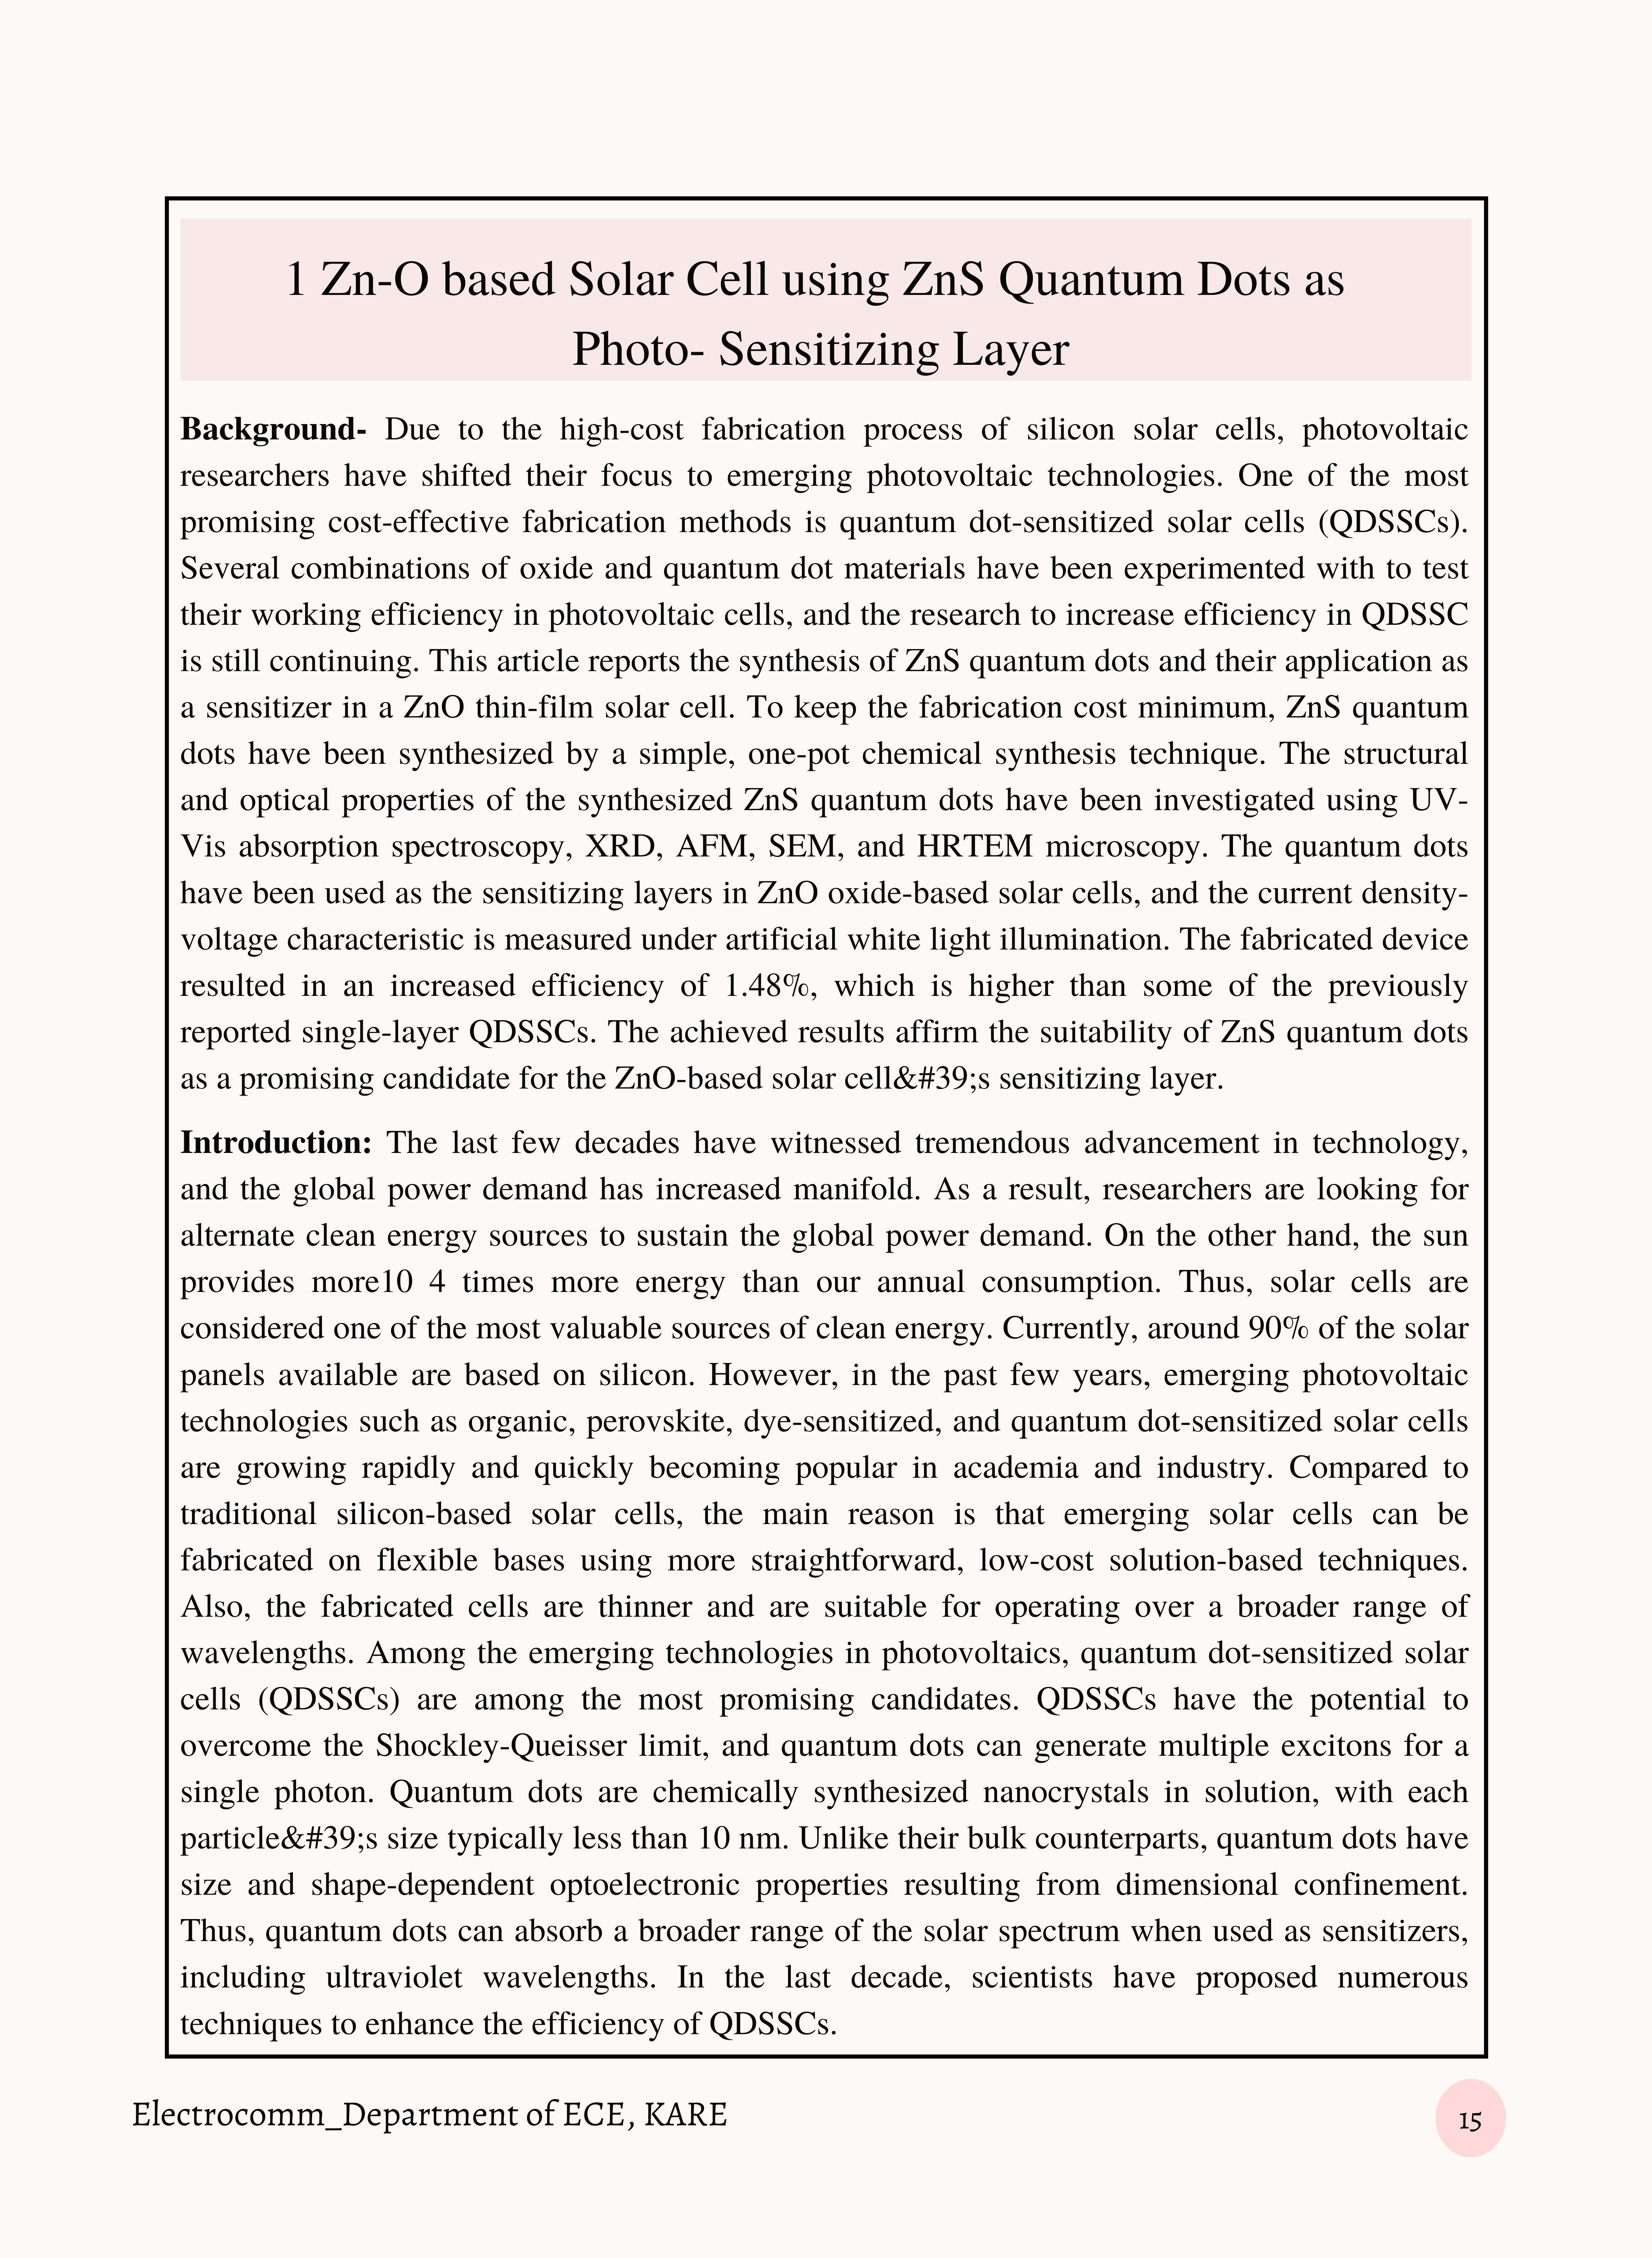 1 Zn-O based Solar Cell using ZnS Quantum Dots as
Photo- Sensitizing Layer
Background- Due to the high-cost fabrication process of silicon solar cells, photovoltaic
researchers have shifted their focus to emerging photovoltaic technologies. One of the most
promising cost-effective fabrication methods is quantum dot-sensitized solar cells (QDSSCs).
Several combinations of oxide and quantum dot materials have been experimented with to test
their working efficiency in photovoltaic cells, and the research to increase efficiency in QDSSC
is still continuing. This article reports the synthesis of ZnS quantum dots and their application as
a sensitizer in a ZnO thin-film solar cell. To keep the fabrication cost minimum, ZnS quantum
dots have been synthesized by a simple, one-pot chemical synthesis technique. The structural
and optical properties of the synthesized ZnS quantum dots have been investigated using UV-
Vis absorption spectroscopy, XRD, AFM, SEM, and HRTEM microscopy. The quantum dots
have been used as the sensitizing layers in ZnO oxide-based solar cells, and the current density-
voltage characteristic is measured under artificial white light illumination. The fabricated device
resulted in an increased efficiency of 1.48%, which is higher than some of the previously
reported single-layer QDSSCs. The achieved results affirm the suitability of ZnS quantum dots
as a promising candidate for the ZnO-based solar cell&#39;s sensitizing layer.
Introduction: The last few decades have witnessed tremendous advancement in technology,
and the global power demand has increased manifold. As a result, researchers are looking for
alternate clean energy sources to sustain the global power demand. On the other hand, the sun
provides more10 4 times more energy than our annual consumption. Thus, solar cells are
considered one of the most valuable sources of clean energy. Currently, around 90% of the solar
panels available are based on silicon. However, in the past few years, emerging photovoltaic
technologies such as organic, perovskite, dye-sensitized, and quantum dot-sensitized solar cells
are growing rapidly and quickly becoming popular in academia and industry. Compared to
traditional silicon-based solar cells, the main reason is that emerging solar cells can be
fabricated on flexible bases using more straightforward, low-cost solution-based techniques.
Also, the fabricated cells are thinner and are suitable for operating over a broader range of
wavelengths. Among the emerging technologies in photovoltaics, quantum dot-sensitized solar
cells (QDSSCs) are among the most promising candidates. QDSSCs have the potential to
overcome the Shockley-Queisser limit, and quantum dots can generate multiple excitons for a
single photon. Quantum dots are chemically synthesized nanocrystals in solution, with each
particle&#39;s size typically less than 10 nm. Unlike their bulk counterparts, quantum dots have
size and shape-dependent optoelectronic properties resulting from dimensional confinement.
Thus, quantum dots can absorb a broader range of the solar spectrum when used as sensitizers,
including ultraviolet wavelengths. In the last decade, scientists have proposed numerous
techniques to enhance the efficiency of QDSSCs.
Electrocomm_Department of ECE, KARE
15